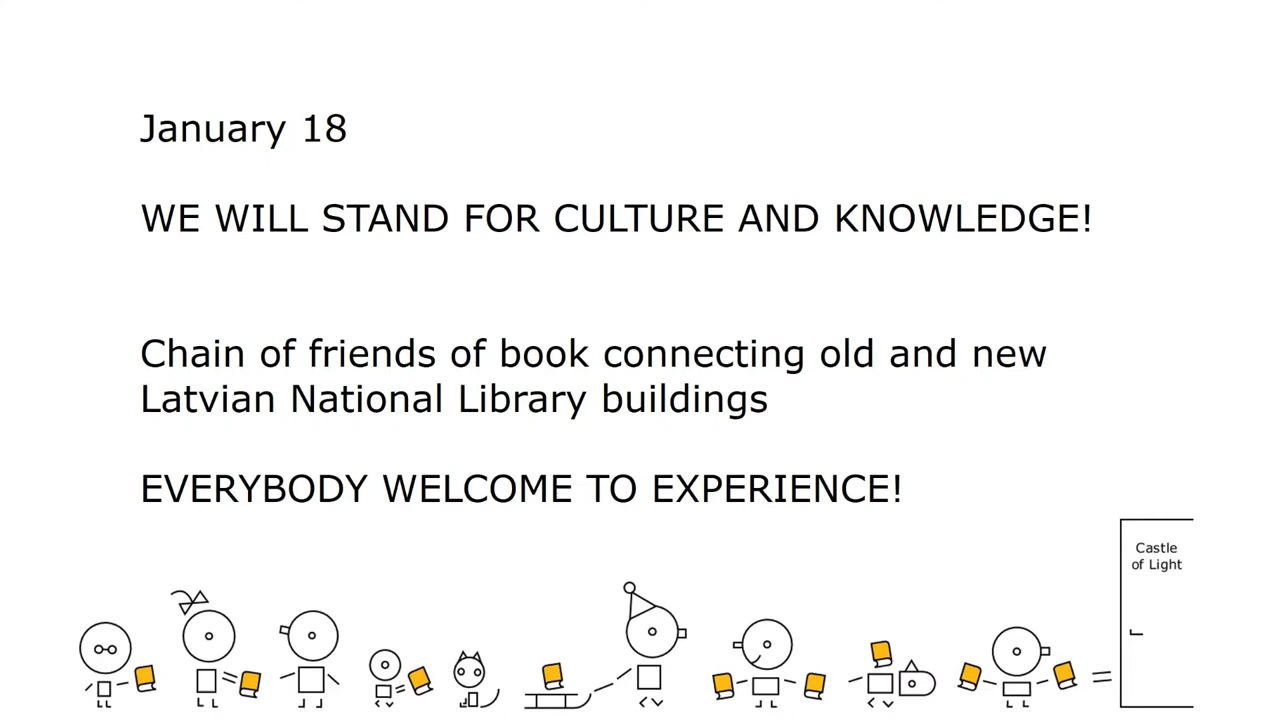 January 18
WE WILL STAND FOR CULTURE AND KNOWLEDGE!
Chain of friends of book connecting old and new
Latvian National Library buildings
EVERYBODY WELCOME TO EXPERIENCE!
Castle
of Light